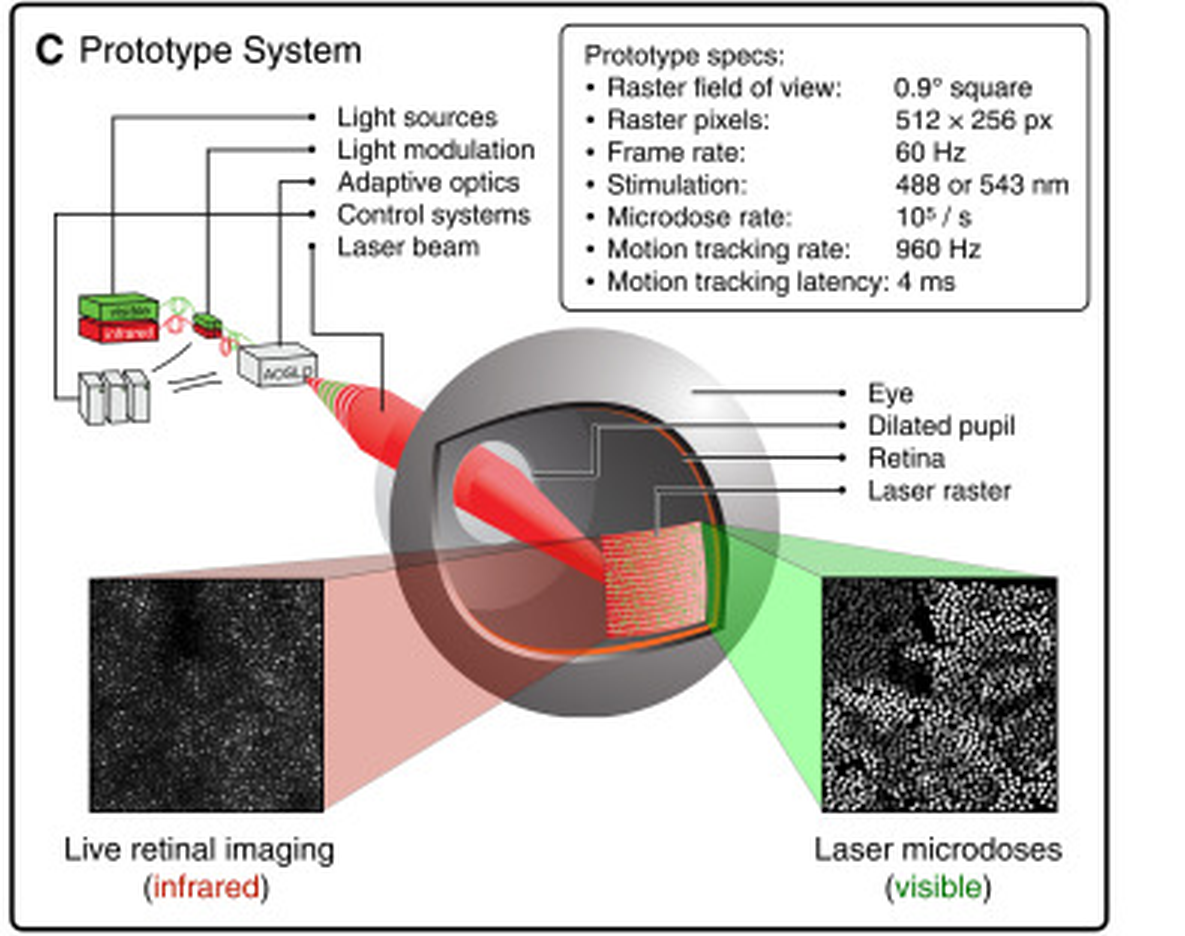 C Prototype System
Light sources
Light modulation
Adaptive optics
Control systems
Laser beam
Prototype specs:
• Raster field of view: 0.9° square
• Raster pixels: 512 × 256 px
• Frame rate: 60 Hz
• Stimulation: 488 or 543 nm
• Microdose rate: 10⁵ / s
• Motion tracking rate: 960 Hz
• Motion tracking latency: 4 ms
infrared
Eye
Dilated pupil
Retina
Laser raster
Live retinal imaging
(infrared)
Laser microdoses
(visible)